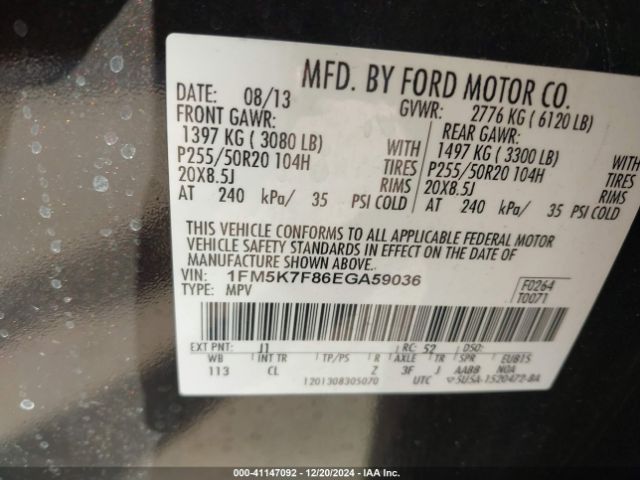 MFD. BY FORD MOTOR CO.
DATE: 08/13 GVWR: 2776 KG ( 6120 LB)
FRONT GAWR: REAR GAWR:
1397 KG ( 3080 LB) WITH 1497 KG ( 3300 LB) WITH
P255/50R20 104H TIRES P255/50R20 104H TIRES
20X8.5J RIMS 20X8.5J RIMS
AT 240 kPa/ 35 PSI COLD AT 240 kPa/ 35 PSI COLD
THIS VEHICLE CONFORMS TO ALL APPLICABLE FEDERAL MOTOR
VEHICLE SAFETY STANDARDS IN EFFECT ON THE DATE OF
MANUFACTURE SHOWN ABOVE.
VIN: 1FM5K7F86EGA59036 F0264
TYPE: MPV T0071
EXT PNT: J1 RC: 52 DSO:
WB INT TR TP/PS R AXLE TR SPR EU815
113 CL Z 3F J AABB NOA
1201308305070 UTC 5U5A-1520472-BA
000-41147092 - 12/20/2024 - IAA Inc.